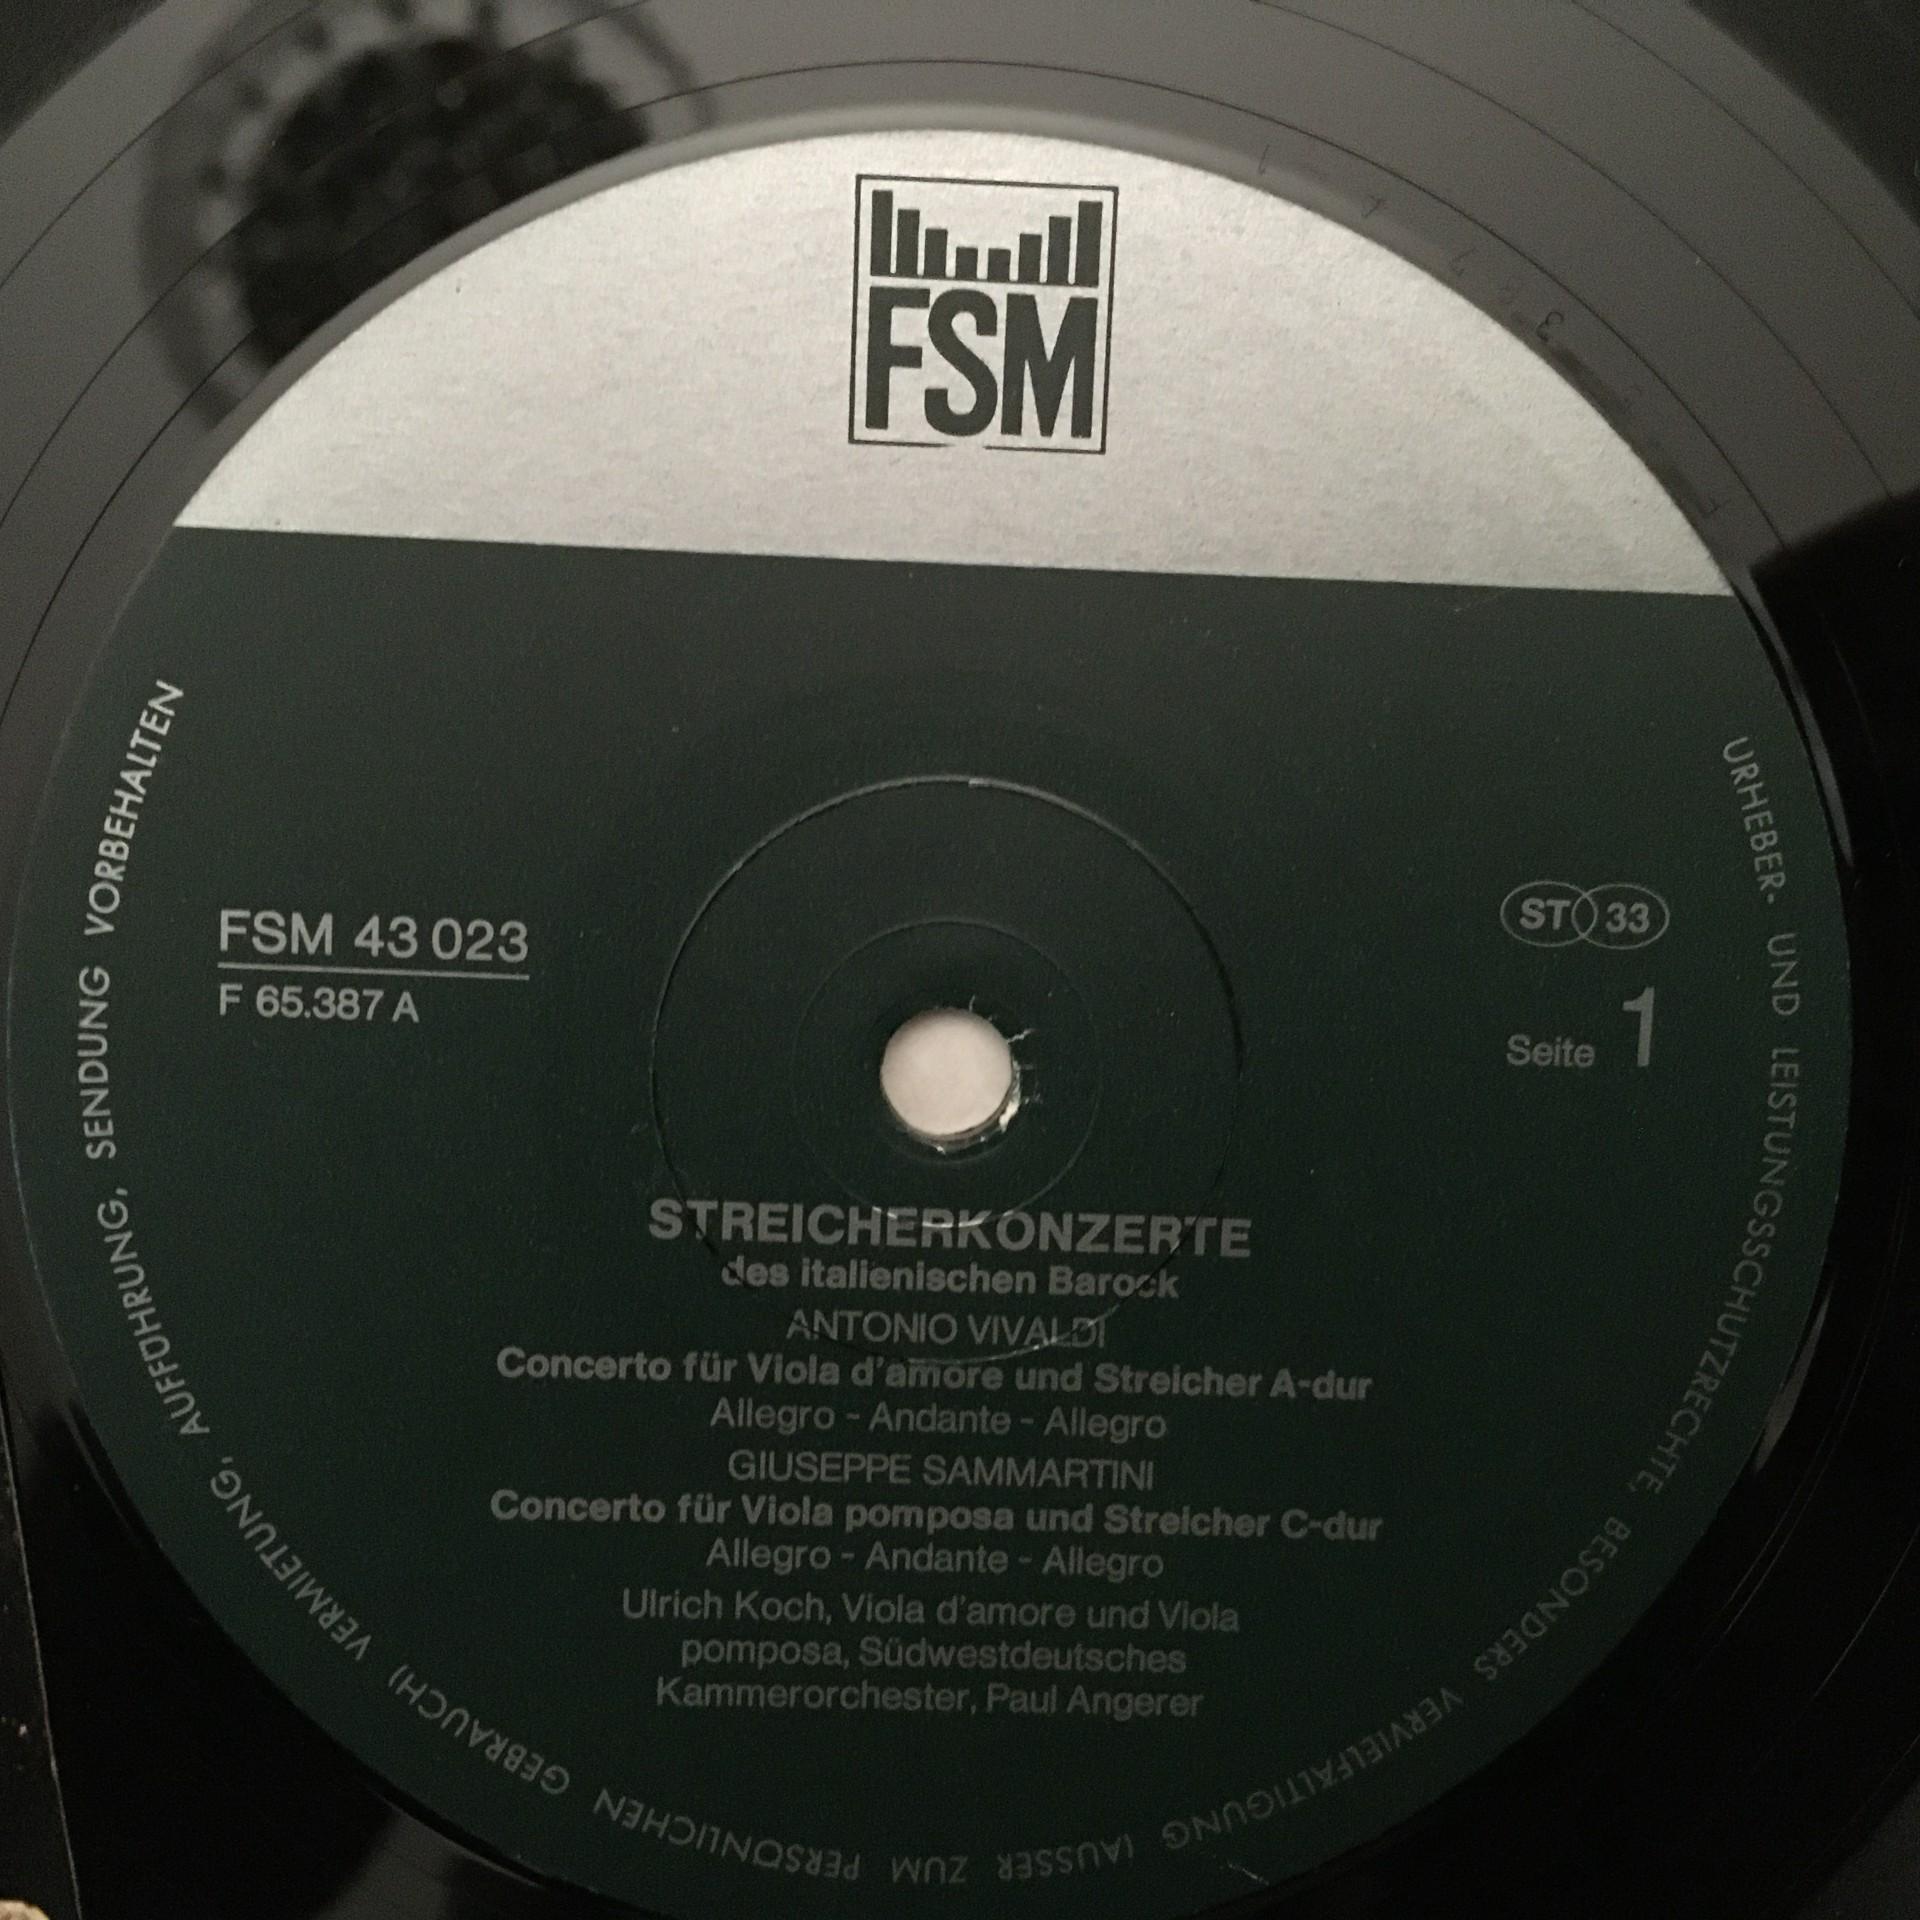 FSM
FSM 43 023
F 65.387 A
ST 33
Seite 1
STREICHERKONZERTE
des italienischen Barock
ANTONIO VIVALDI
Concerto für Viola d'amore und Streicher A-dur
Allegro - Andante - Allegro
GIUSEPPE SAMMARTINI
Concerto für Viola pomposa und Streicher C-dur
Allegro - Andante - Allegro
Ulrich Koch, Viola d'amore und Viola
pomposa, Südwestdeutsches
Kammerorchester, Paul Angerer
URHEBER- UND LEISTUNGSSCHUTZRECHTE, BESONDERS VERVIELFÄLTIGUNG (AUSSER ZUM PERSÖNLICHEN GEBRAUCH) VERMIETUNG, AUFFÜHRUNG, SENDUNG VORBEHALTEN